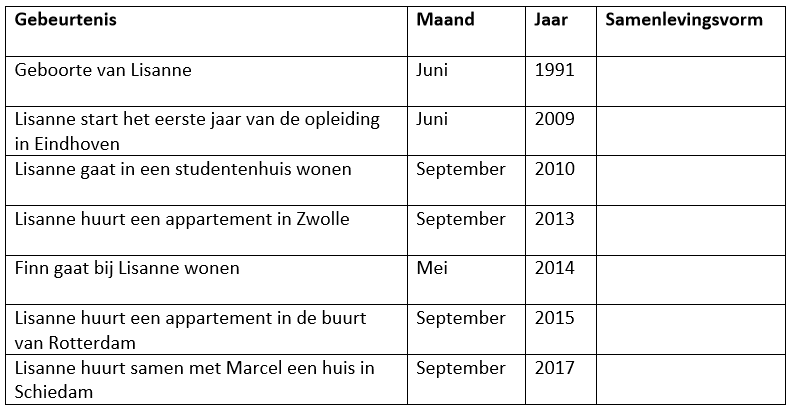 Gebeurtenis Maand Jaar Samenlevingsvorm
Geboorte van Lisanne Juni 1991
Lisanne start het eerste jaar van de opleiding Juni 2009
in Eindhoven
Lisanne gaat in een studentenhuis wonen September 2010
Lisanne huurt een appartement in Zwolle September 2013
Finn gaat bij Lisanne wonen Mei 2014
Lisanne huurt een appartement in de buurt September 2015
van Rotterdam
Lisanne huurt samen met Marcel een huis in September 2017
Schiedam